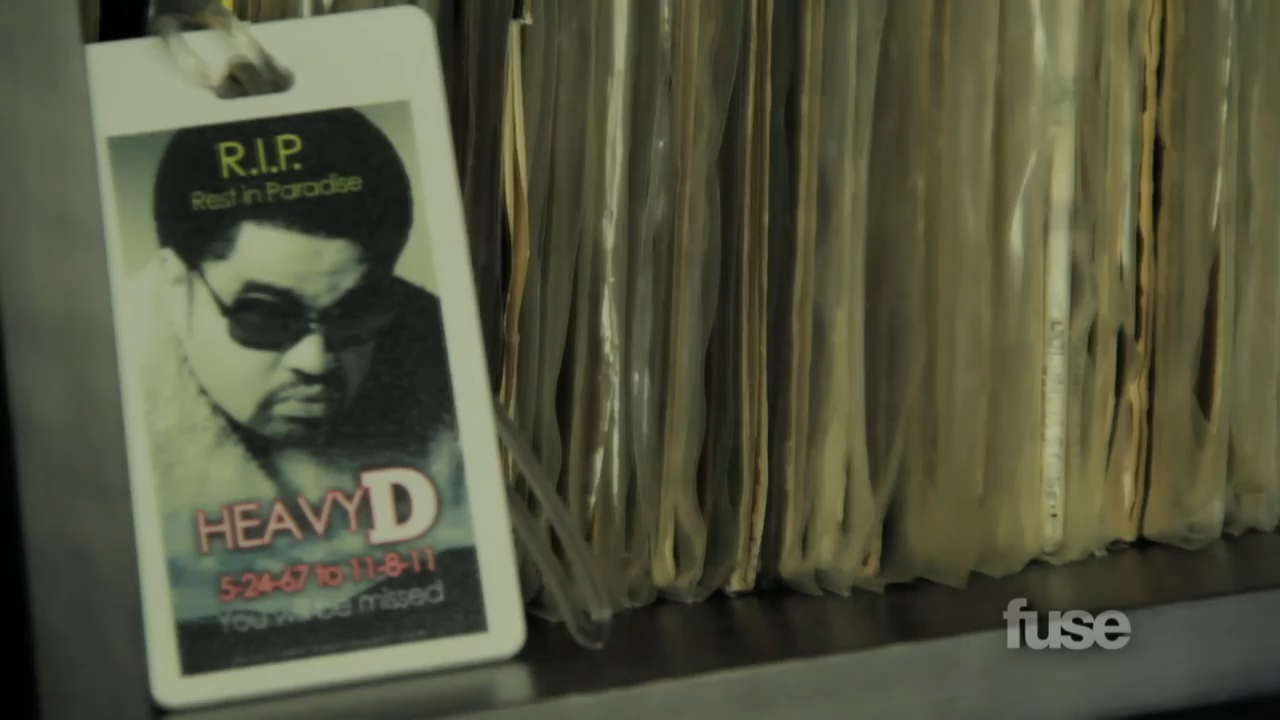 R.I.P.
Rest in Paradise
HEAVY D
5-24-67 to 11-8-11
You will be missed
fuse